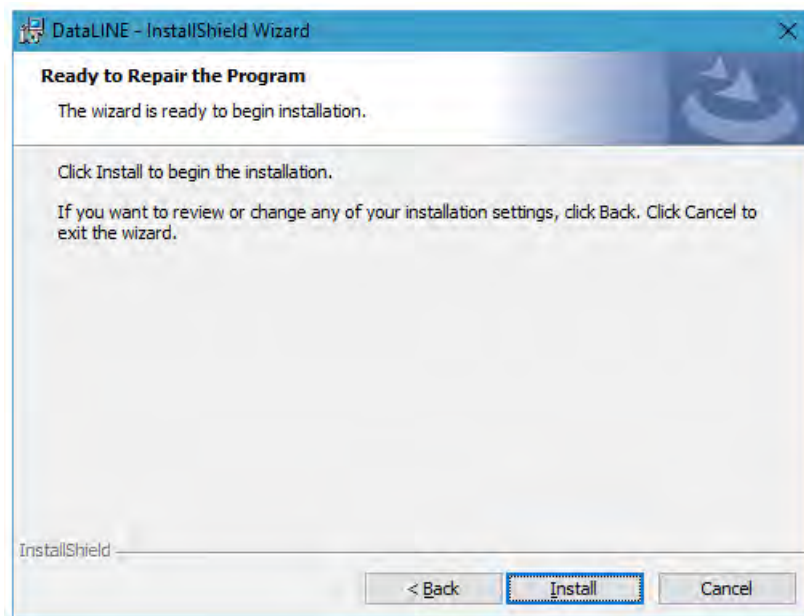 DataLINE - InstallShield Wizard
Ready to Repair the Program
The wizard is ready to begin installation.
Click Install to begin the installation.
If you want to review or change any of your installation settings, click Back. Click Cancel to
exit the wizard.
InstallShield
< Back Install Cancel